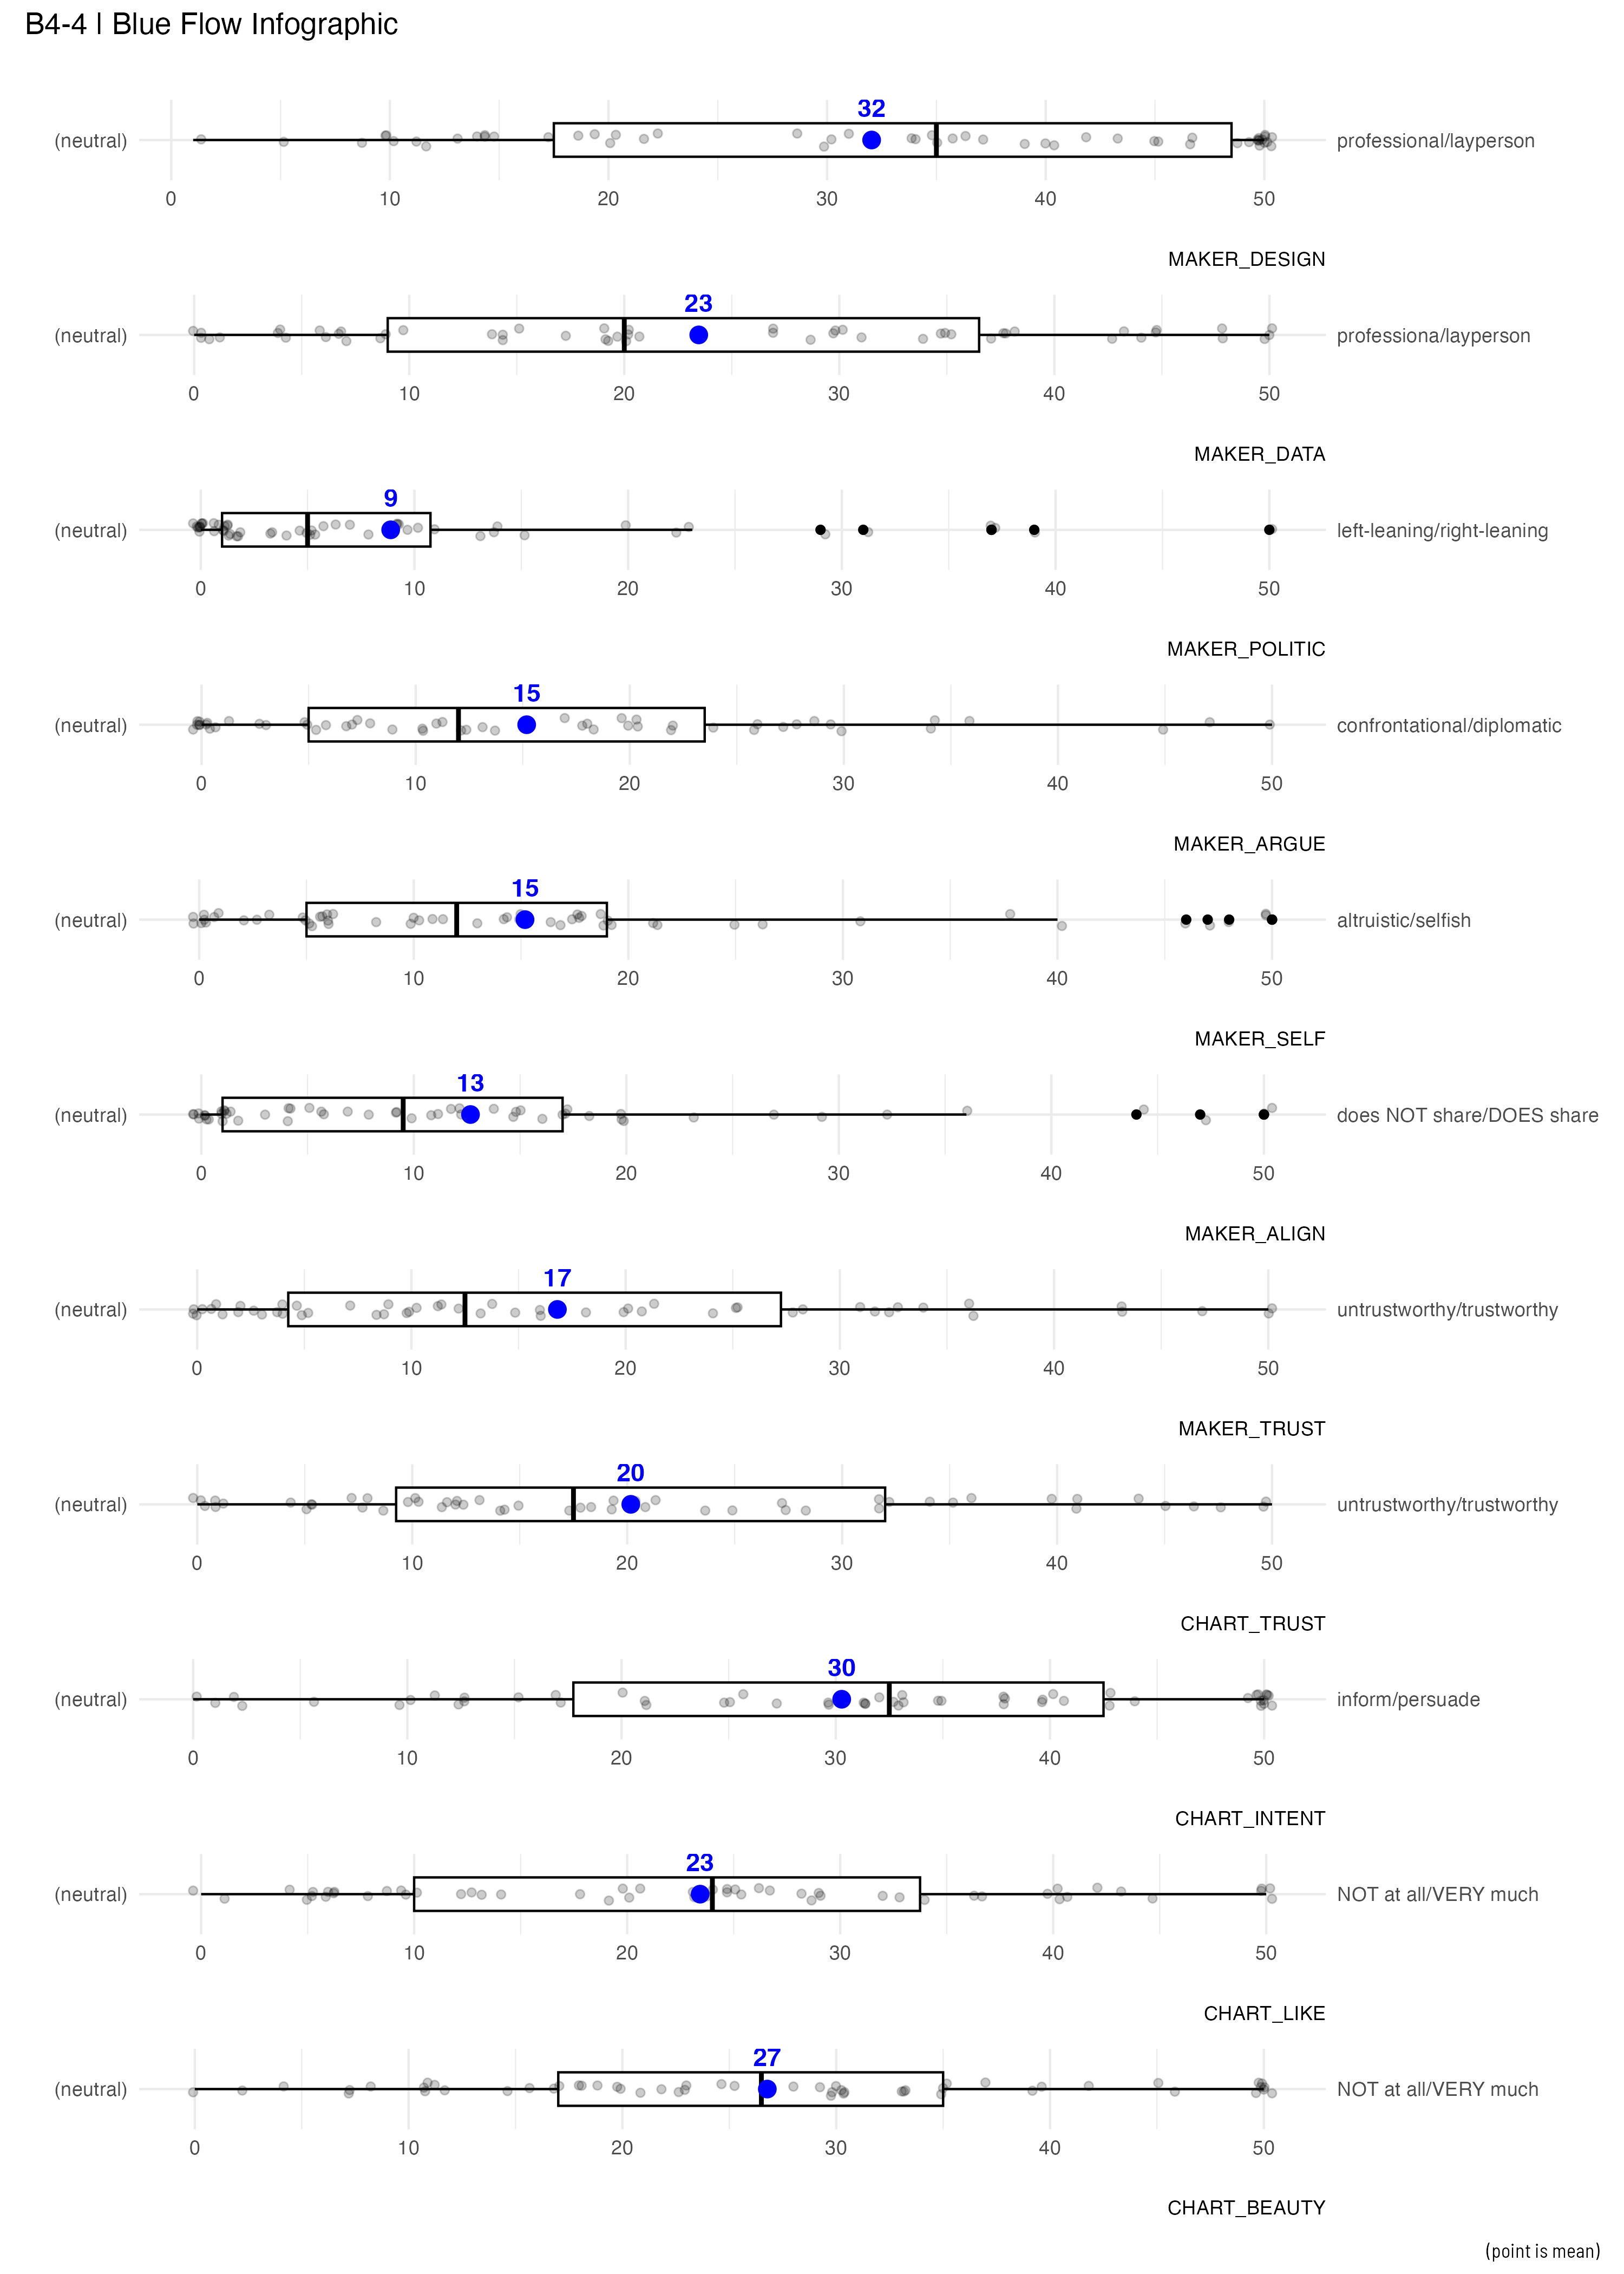 B4-4 | Blue Flow Infographic
32
(neutral) professional/layperson
0 10 20 30 40 50
MAKER_DESIGN
23
(neutral) professiona/layperson
0 10 20 30 40 50
MAKER_DATA
9
(neutral) left-leaning/right-leaning
0 10 20 30 40 50
MAKER_POLITIC
15
(neutral) confrontational/diplomatic
0 10 20 30 40 50
MAKER_ARGUE
15
(neutral) altruistic/selfish
0 10 20 30 40 50
MAKER_SELF
13
(neutral) does NOT share/DOES share
0 10 20 30 40 50
MAKER_ALIGN
17
(neutral) untrustworthy/trustworthy
0 10 20 30 40 50
MAKER_TRUST
20
(neutral) untrustworthy/trustworthy
0 10 20 30 40 50
CHART_TRUST
30
(neutral) inform/persuade
0 10 20 30 40 50
CHART_INTENT
23
(neutral) NOT at all/VERY much
0 10 20 30 40 50
CHART_LIKE
27
(neutral) NOT at all/VERY much
0 10 20 30 40 50
CHART_BEAUTY
(point is mean)